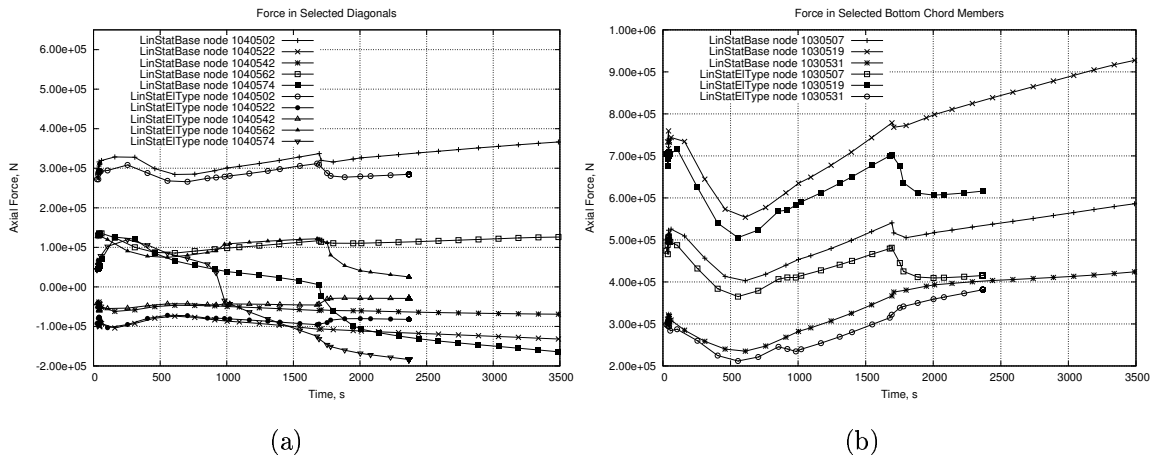 Force in Selected Diagonals
6.00e+05
5.00e+05
4.00e+05
3.00e+05
2.00e+05
1.00e+05
0.00e+00
-1.00e+05
-2.00e+05
Axial Force, N
LinStatBase node 1040502
LinStatBase node 1040522
LinStatBase node 1040542
LinStatBase node 1040562
LinStatBase node 1040574
LinStatElType node 1040502
LinStatElType node 1040522
LinStatElType node 1040542
LinStatElType node 1040562
LinStatElType node 1040574
0 500 1000 1500 2000 2500 3000 3500
Time, s
(a)
Force in Selected Bottom Chord Members
1.00e+06
9.00e+05
8.00e+05
7.00e+05
6.00e+05
5.00e+05
4.00e+05
3.00e+05
2.00e+05
Axial Force, N
LinStatBase node 1030507
LinStatBase node 1030519
LinStatBase node 1030531
LinStatElType node 1030507
LinStatElType node 1030519
LinStatElType node 1030531
0 500 1000 1500 2000 2500 3000 3500
Time, s
(b)